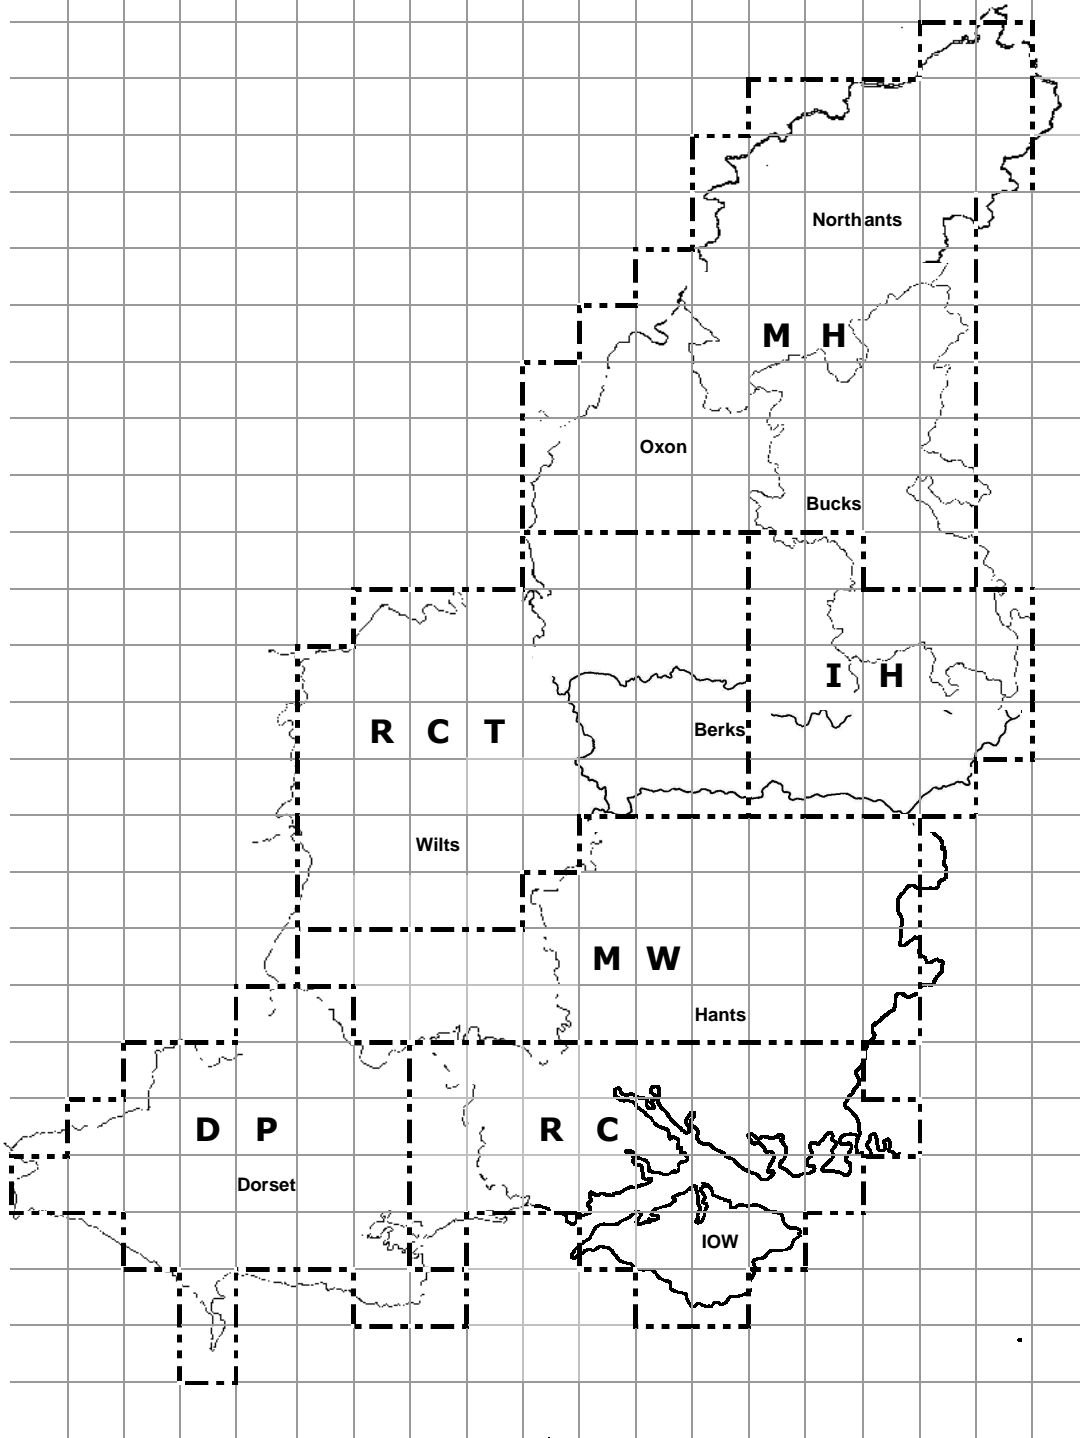 Northants
M H
Oxon
Bucks
I H
R C T
Berks
Wilts
M W
Hants
D P
R C
Dorset
IOW